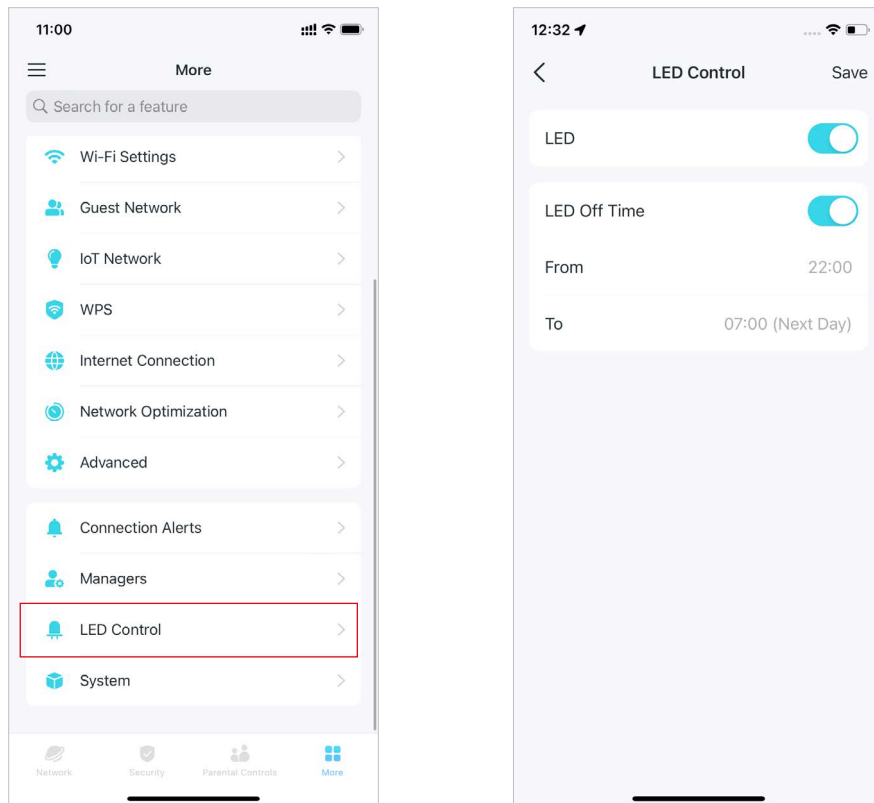 11:00
More
Search for a feature
Wi-Fi Settings
Guest Network
IoT Network
WPS
Internet Connection
Network Optimization
Advanced
Connection Alerts
Managers
LED Control
System
Network Security Parental Controls More
12:32
LED Control Save
LED
LED Off Time
From 22:00
To 07:00 (Next Day)